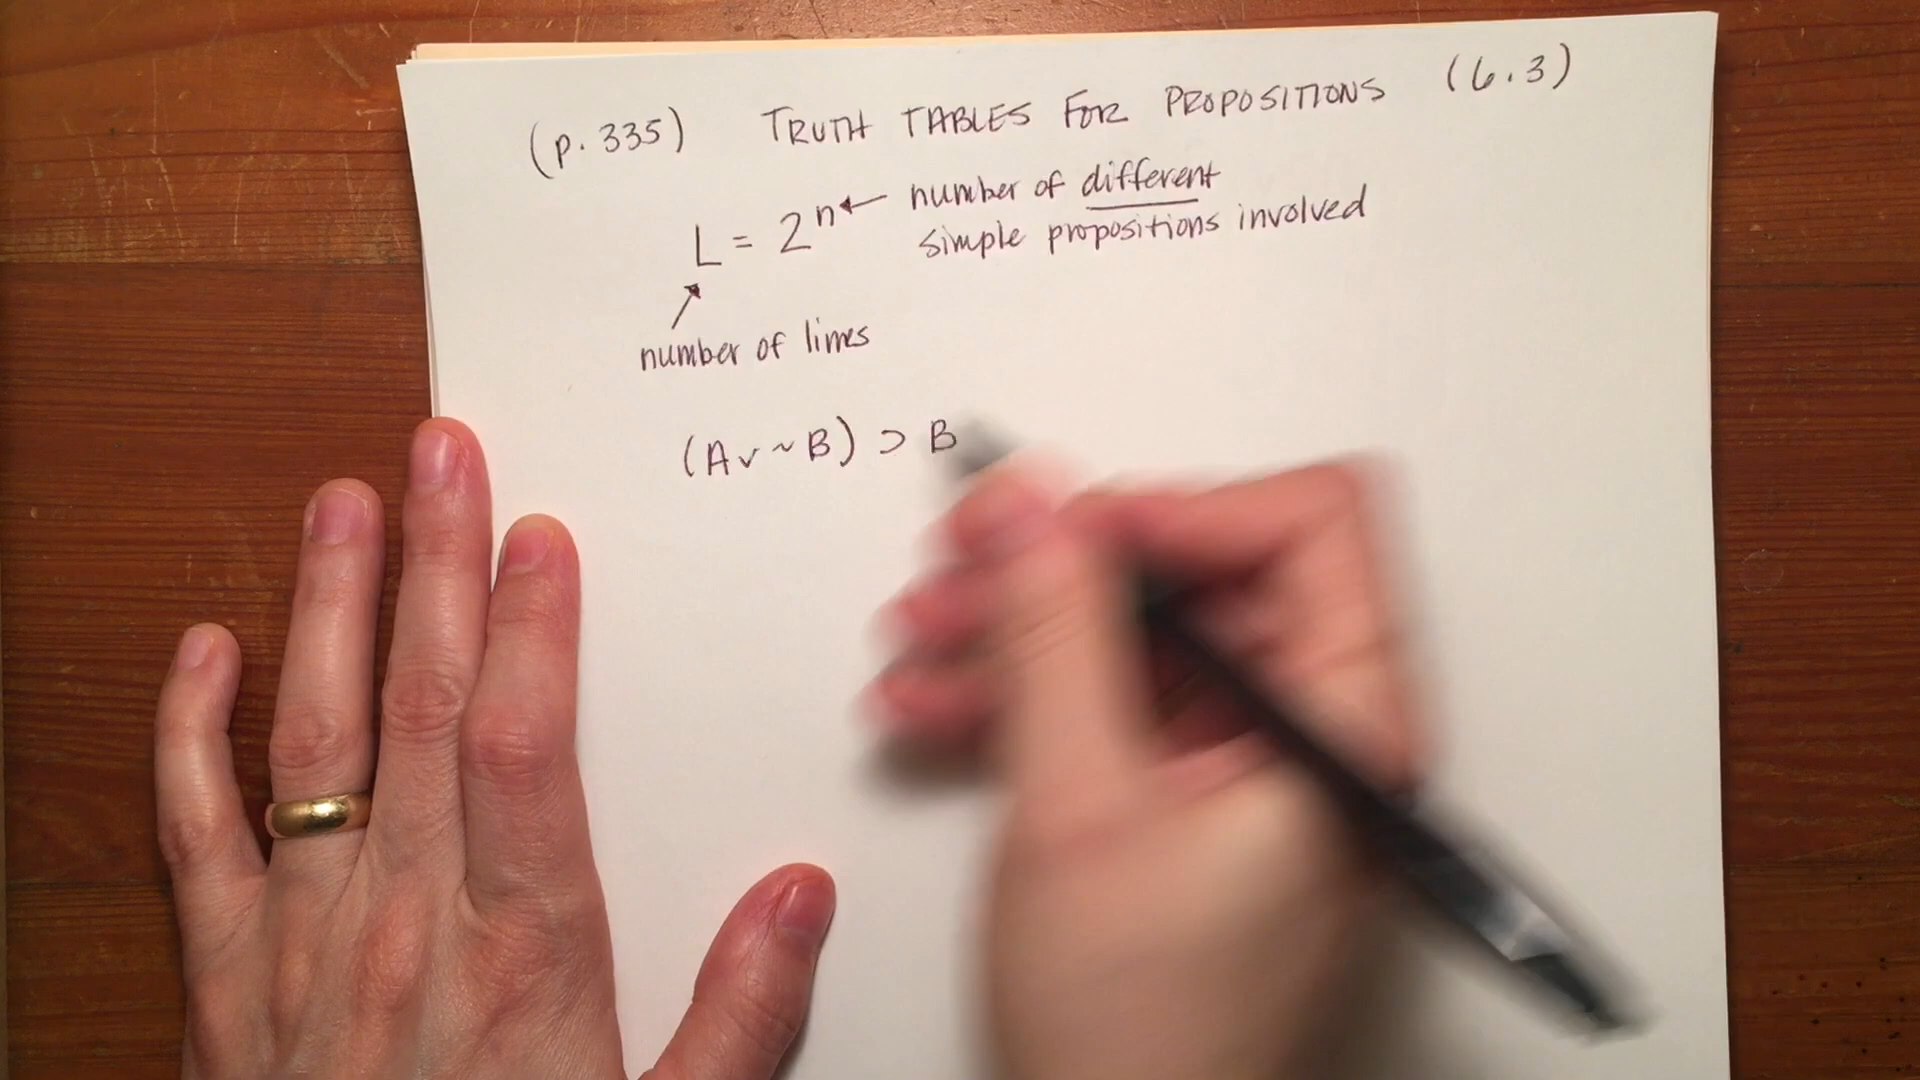 (p. 335) TRUTH TABLES FOR PROPOSITIONS (6.3)
L = 2ⁿ ← number of different
simple propositions involved
number of lines
(A v ~ B) ⊃ B